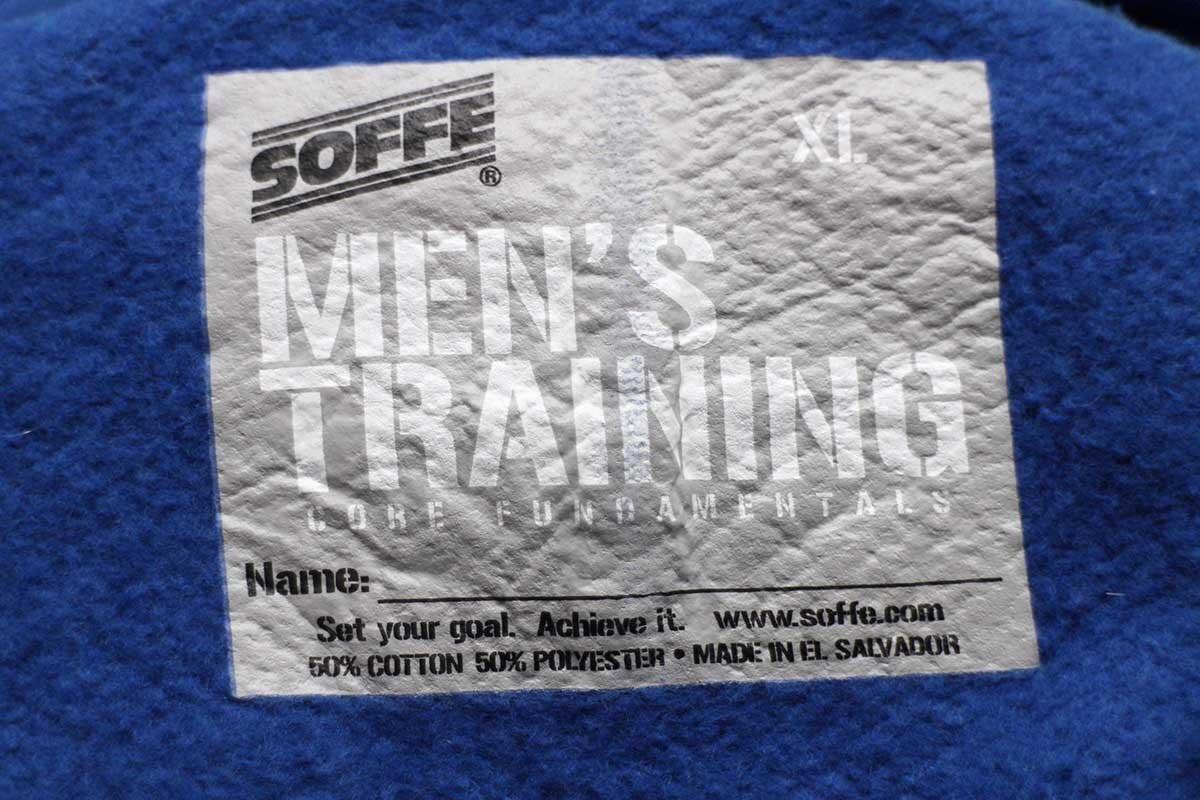 SOFFE®
XL
MEN'S
TRAINING
CORE FUNDAMENTALS
Name:
Set your goal. Achieve it. www.soffe.com
50% COTTON 50% POLYESTER • MADE IN EL SALVADOR